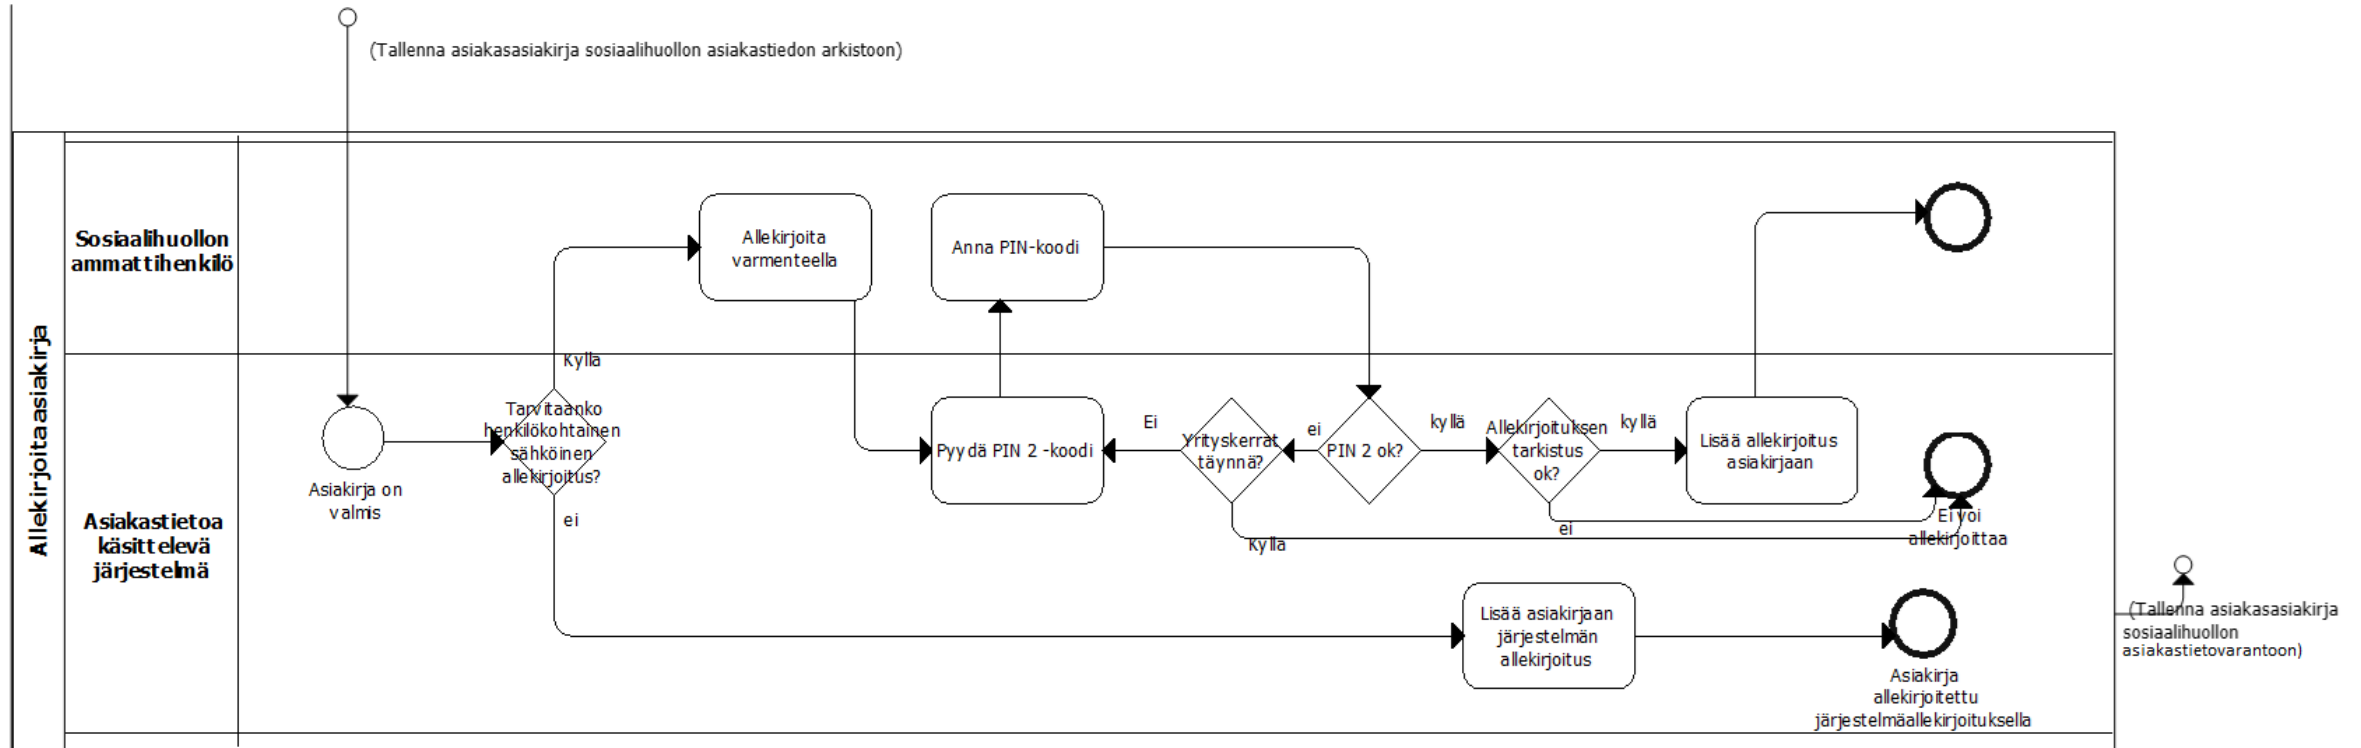 (Tallenna asiakasasiakirja sosiaalihuollon asiakastiedon arkistoon)
Allekirjoitaasiakirja
Sosiaalihuollon
ammattihenkilö
Allekirjoita
varmenteella
Anna PIN-koodi
Asiakastietoa
käsittelevä
järjestelmä
Asiakirja on
valmis
Kyllä
Tarvitaanko
henkilökohtainen
sähköinen
allekirjoitus?
ei
Pyydä PIN 2 -koodi
Ei
Yrityskerrat
täynnä?
Kyllä
ei
PIN 2 ok?
kyllä
Allekirjoituksen
tarkistus
ok?
ei
kyllä
Lisää allekirjoitus
asiakirjaan
Ei voi
allekirjoittaa
Lisää asiakirjaan
järjestelmän
allekirjoitus
Asiakirja
allekirjoitettu
järjestelmäallekirjoituksella
(Tallenna asiakasasiakirja
sosiaalihuollon
asiakastietovarantoon)